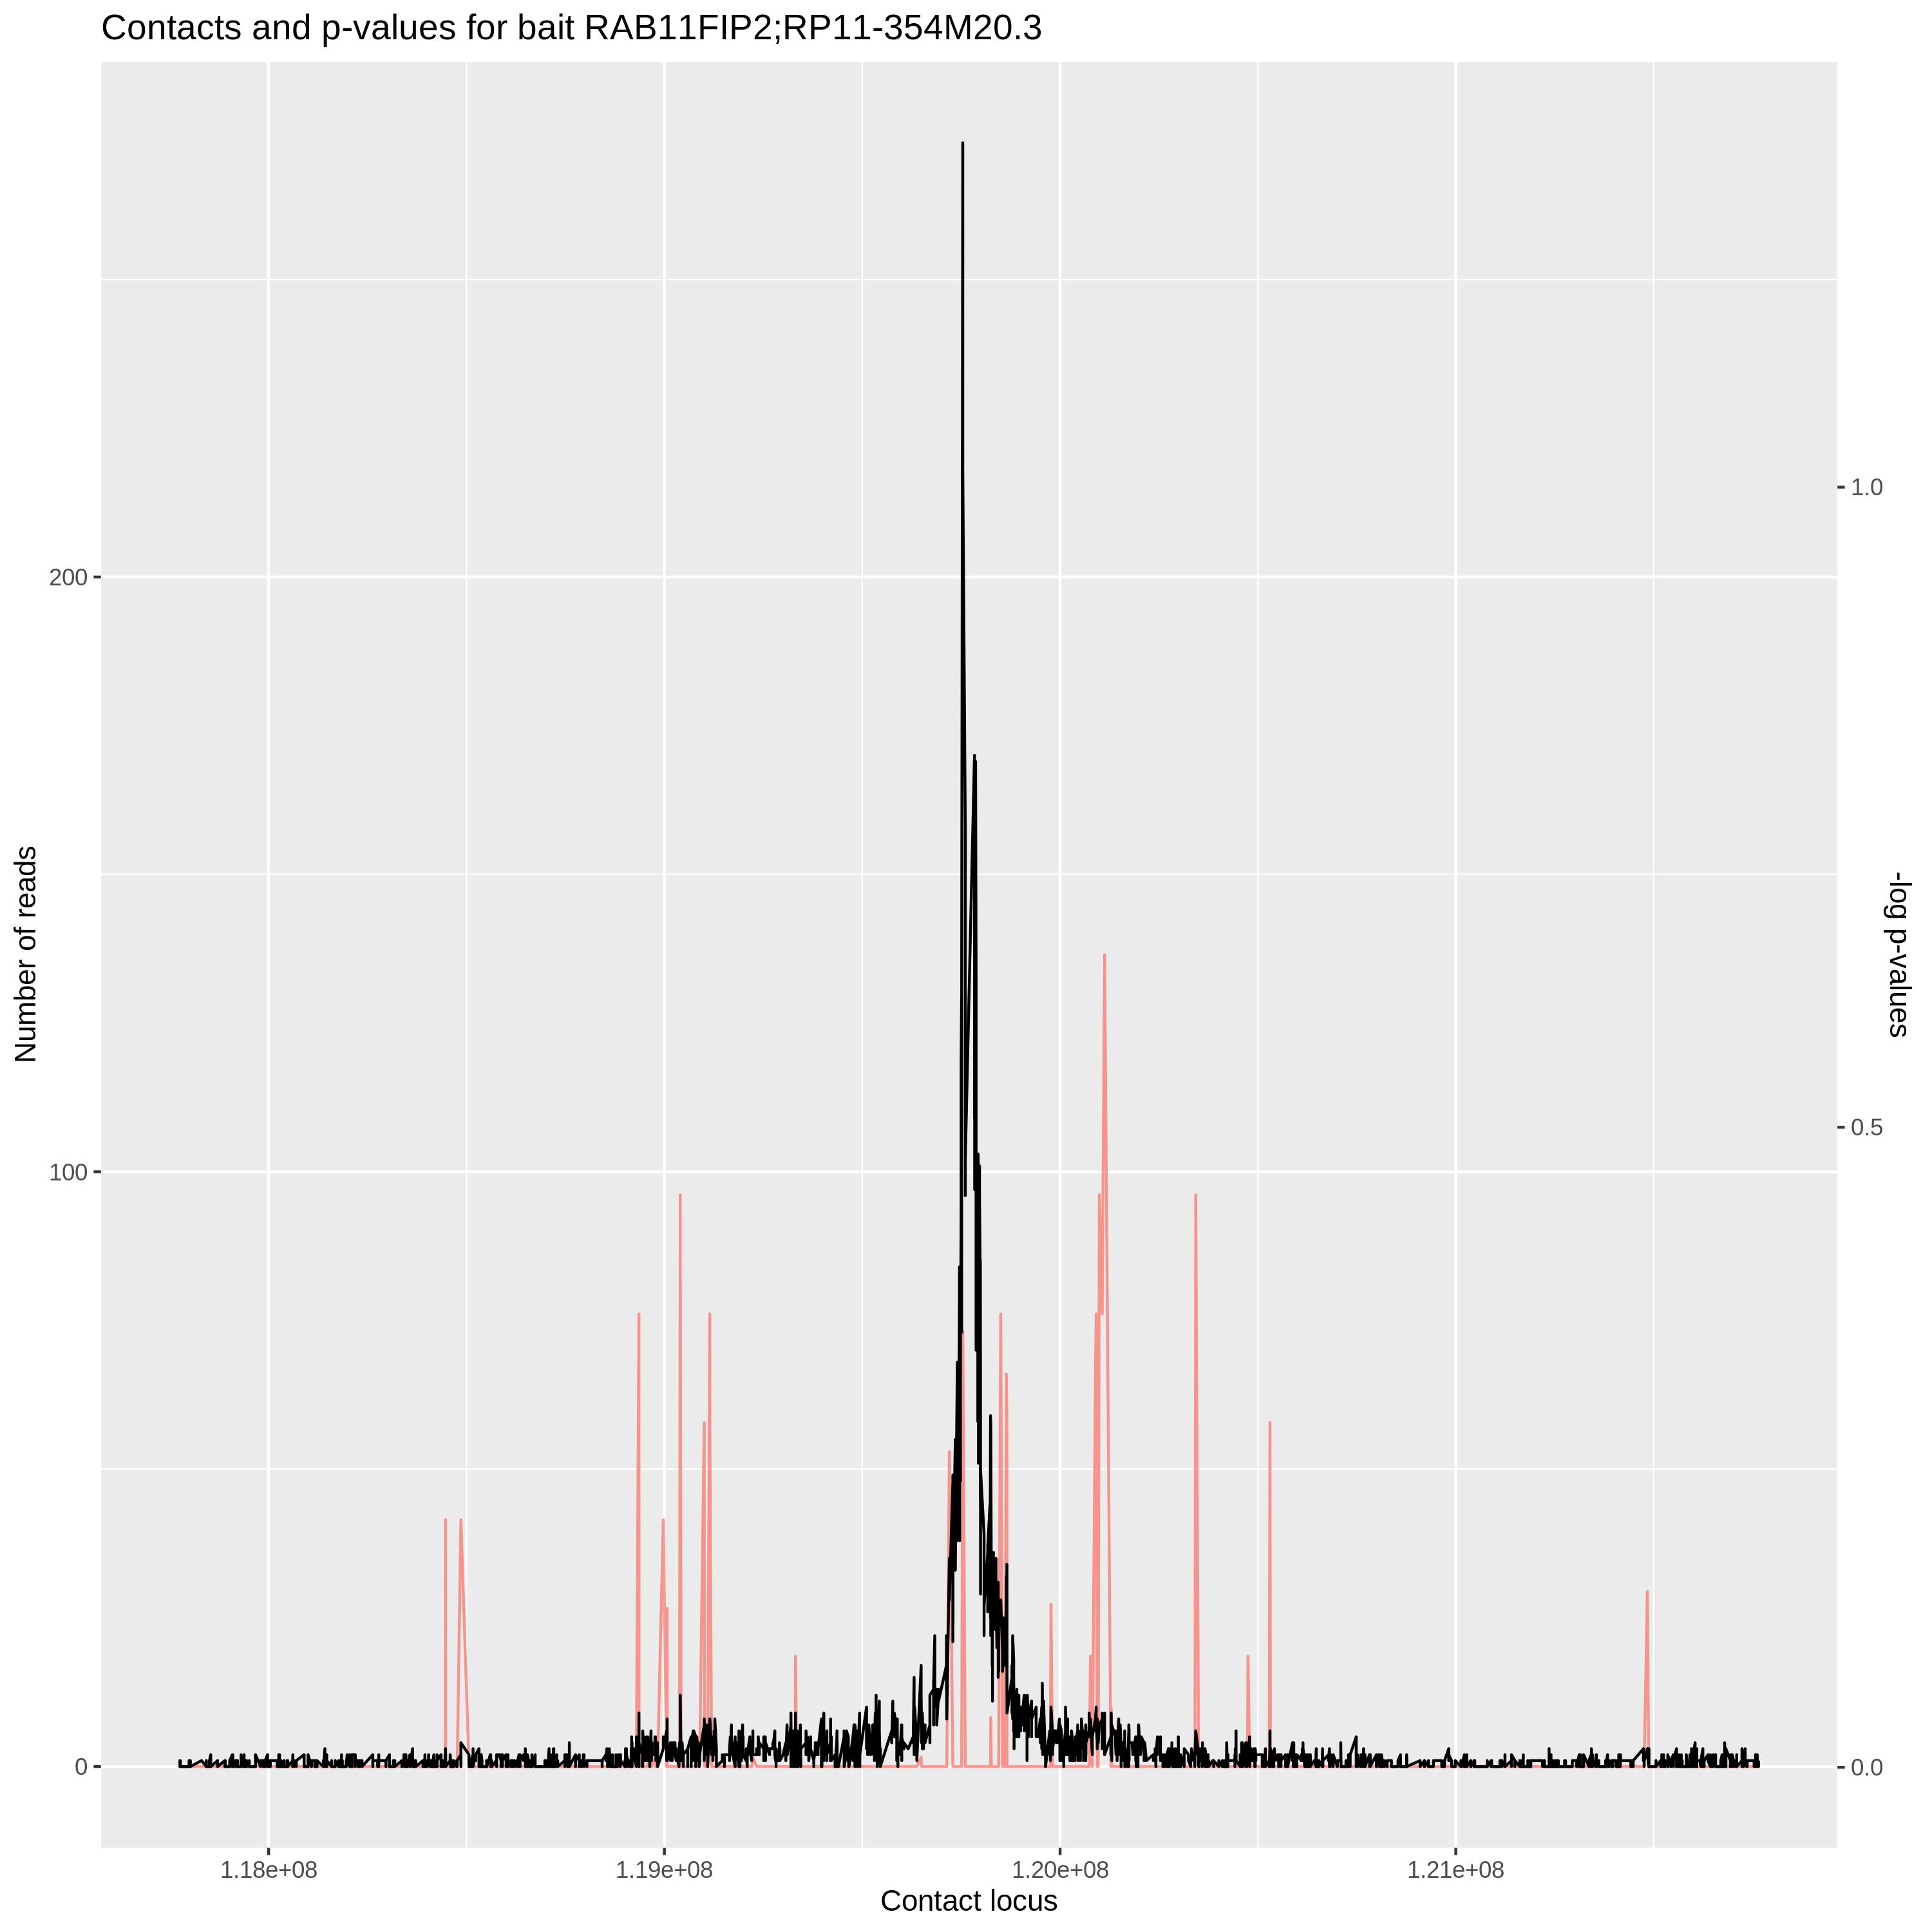 Contacts and p-values for bait RAB11FIP2;RP11-354M20.3
Number of reads
200
100
0
1.0
0.5
0.0
-log p-values
1.18e+08 1.19e+08 1.20e+08 1.21e+08
Contact locus